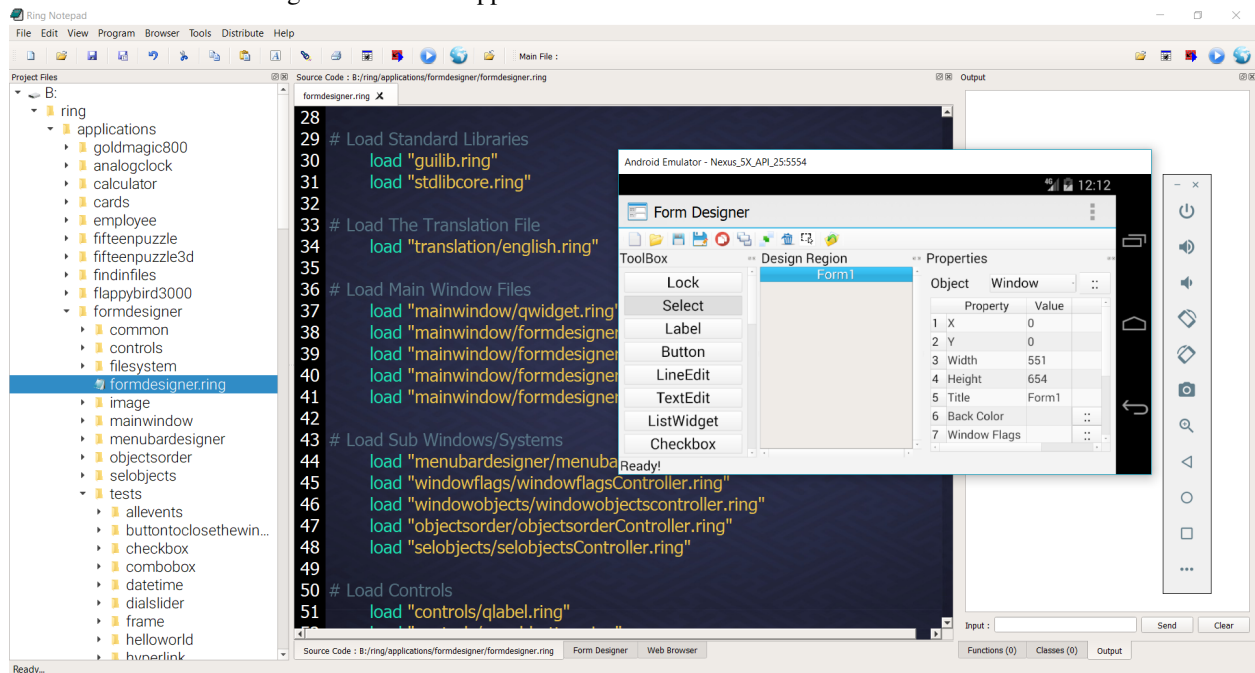 Ring Notepad
File Edit View Program Browser Tools Distribute Help
Main File :
Project Files
B:
ring
applications
goldmagic800
analogclock
calculator
cards
employee
fifteenpuzzle
fifteenpuzzle3d
findinfiles
flappybird3000
formdesigner
common
controls
filesystem
formdesigner.ring
image
mainwindow
menubardesigner
objectsorder
selobjects
tests
allevents
buttontoclosethewin...
checkbox
combobox
datetime
dialslider
frame
helloworld
hyperlink
Source Code : B:/ring/applications/formdesigner/formdesigner.ring
formdesigner.ring
28
29 # Load Standard Libraries
30 load "guilib.ring"
31 load "stdlibcore.ring"
32
33 # Load The Translation File
34 load "translation/english.ring"
35
36 # Load Main Window Files
37 load "mainwindow/qwidget.ring"
38 load "mainwindow/formdesigner
39 load "mainwindow/formdesigner
40 load "mainwindow/formdesigner
41 load "mainwindow/formdesigner
42
43 # Load Sub Windows/Systems
44 load "menubardesigner/menuba
45 load "windowflags/windowflagsController.ring"
46 load "windowobjects/windowobjectscontroller.ring"
47 load "objectsorder/objectsorderController.ring"
48 load "selobjects/selobjectsController.ring"
49
50 # Load Controls
51 load "controls/qlabel.ring"
Source Code : B:/ring/applications/formdesigner/formdesigner.ring Form Designer Web Browser
Android Emulator - Nexus_5X_API_25:5554
4G 12:12
Form Designer
ToolBox
Lock
Select
Label
Button
LineEdit
TextEdit
ListWidget
Checkbox
Design Region
Form1
Properties
Object Window ::
Property Value
1 X 0
2 Y 0
3 Width 551
4 Height 654
5 Title Form1
6 Back Color ::
7 Window Flags ::
Ready!
Output
Input : Send Clear
Functions (0) Classes (0) Output
Ready...